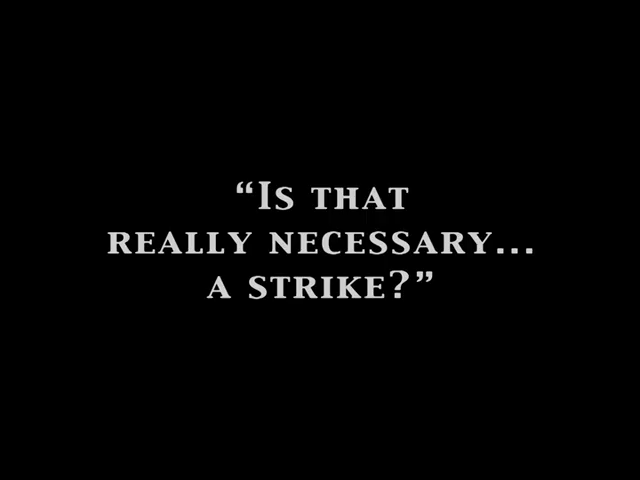 “Is that
really necessary...
a strike?”